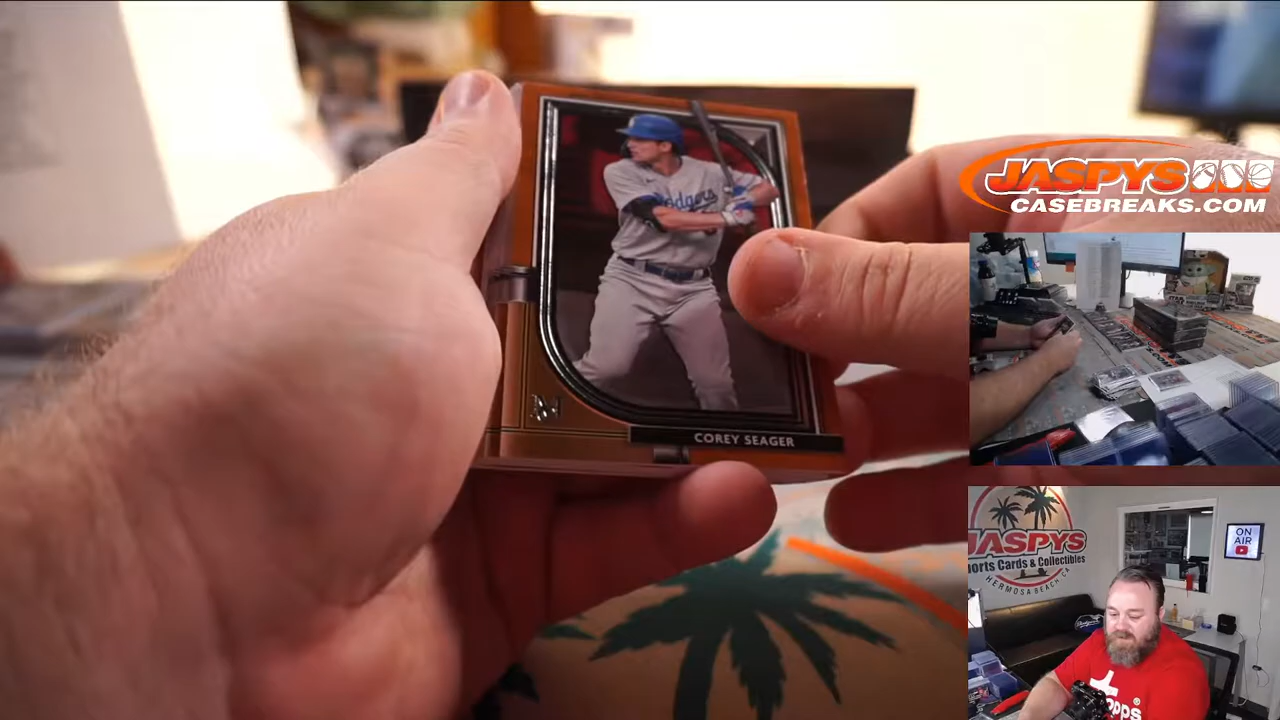 JASPYS
CASEBREAKS.COM
Dodgers
COREY SEAGER
JASPYS
Sports Cards & Collectibles
HERMOSA BEACH, CA
ON
AIR